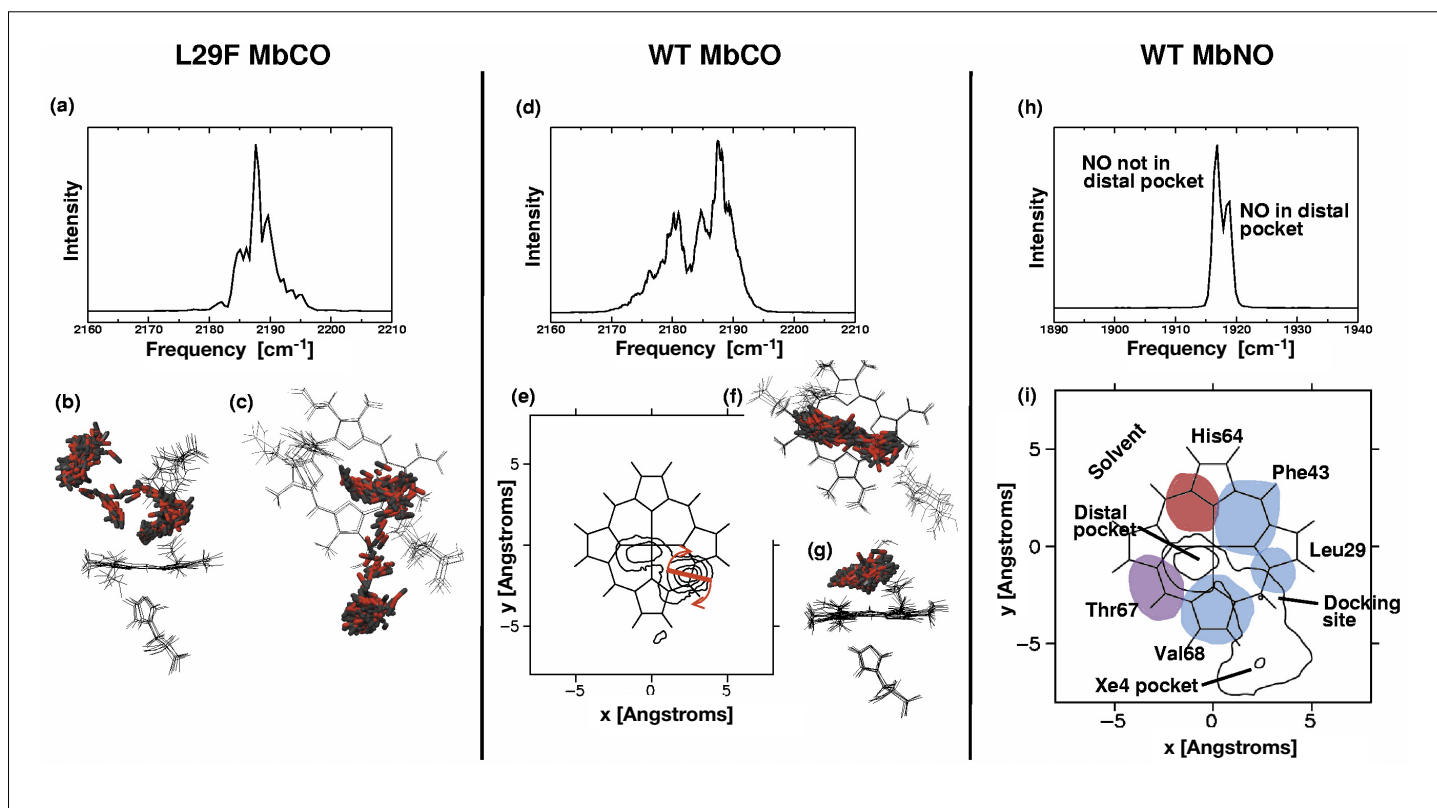 L29F MbCO
WT MbCO
WT MbNO
(a)
Intensity
2160 2170 2180 2190 2200 2210
Frequency [cm-1]
(b)
(c)
(d)
Intensity
2160 2170 2180 2190 2200 2210
Frequency [cm-1]
(e)
(f)
(g)
y [Angstroms]
5
0
−5
−5 0 5
x [Angstroms]
(h)
Intensity
NO not in
distal pocket
NO in distal
pocket
1890 1900 1910 1920 1930 1940
Frequency [cm-1]
(i)
y [Angstroms]
5
0
−5
Solvent
His64
Phe43
Distal
pocket
Leu29
Thr67
Docking
site
Val68
Xe4 pocket
−5 0 5
x [Angstroms]